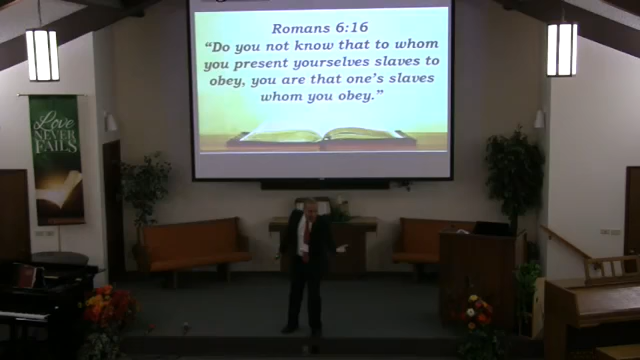 Romans 6:16
“Do you not know that to whom
you present yourselves slaves to
obey, you are that one’s slaves
whom you obey.”
Love
NEVER
FAILS